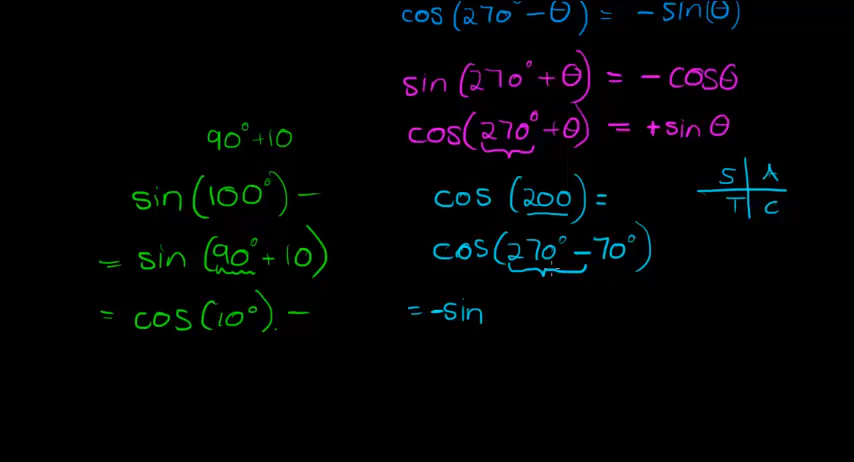 cos (270° - θ) = - sin(θ)
sin (270° + θ) = - cosθ
cos(270° + θ) = + sin θ
90° + 10
sin (100°) -
= sin (90° + 10)
= cos (10°). -
cos (200) =
cos(270° - 70°)
= -sin
S A
T C